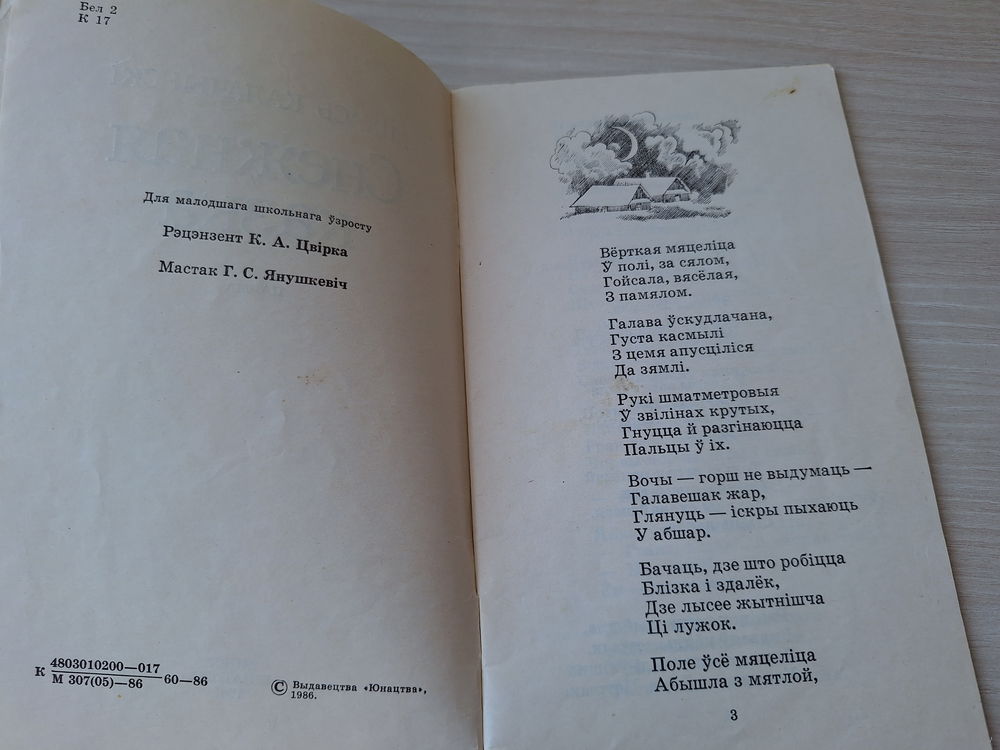 Бел 2
К 17
Для малодшага школьнага ўзросту
Рэцэнзент К. А. Цвірка
Мастак Г. С. Янушкевіч
К 4803010200—017
М 307(05)—86
60—86
© Выдавецтва «Юнацтва»,
1986.
Вёрткая мяцеліца
Ў полі, за сялом,
Гойсала, вясёлая,
З памялом.
Галава ўскудлачана,
Густа касмылі
З цемя апусціліся
Да зямлі.
Рукі шматметровыя
Ў звілінах крутых,
Гнуцца й разгінаюцца
Пальцы ў іх.
Вочы — горш не выдумаць —
Галавешак жар,
Глянуць — іскры пыхаюць
У абшар.
Бачаць, дзе што робіцца
Блізка і здалёк,
Дзе лысее жытнішча
Ці лужок.
Поле ўсё мяцеліца
Абышла з мятлой,
3